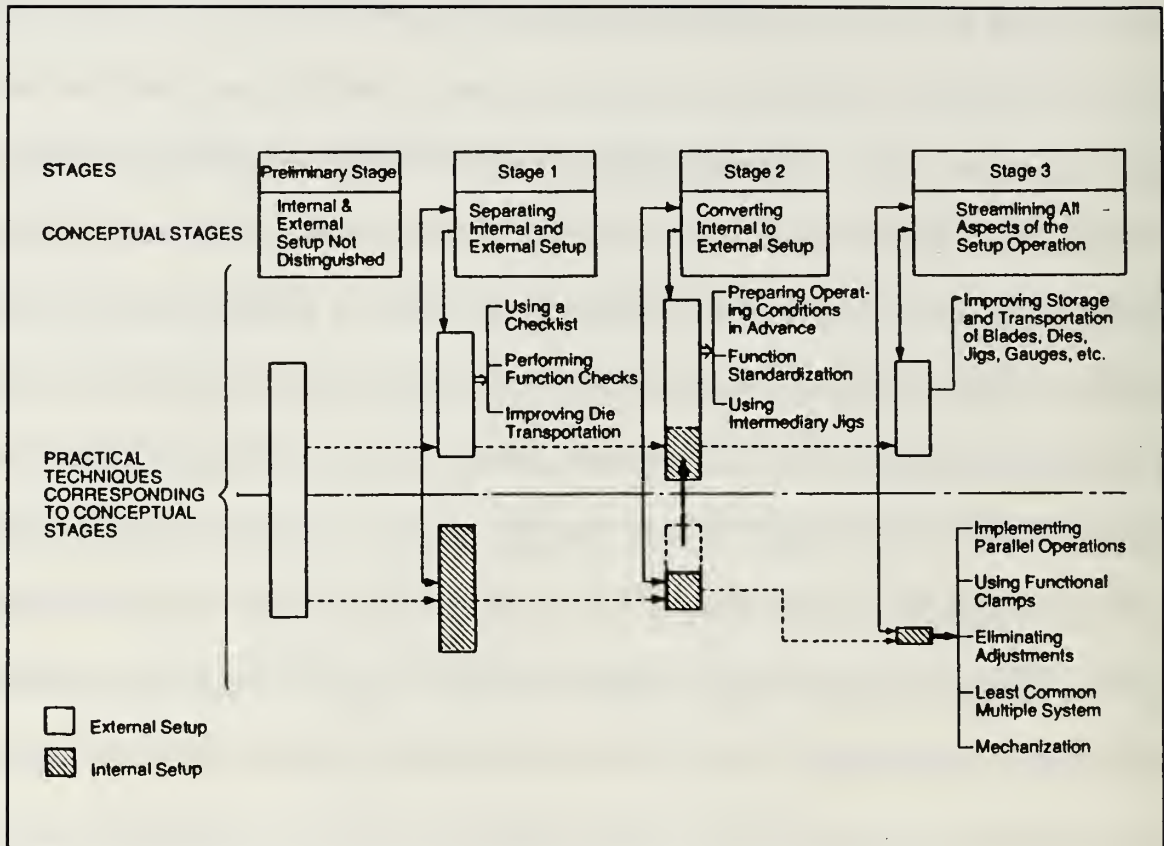 STAGES
Preliminary Stage
Stage 1
Stage 2
Stage 3
CONCEPTUAL STAGES
Internal &
External
Setup Not
Distinguished
Separating
Internal and
External Setup
Converting
Internal to
External Setup
Streamlining All
Aspects of the
Setup Operation
Using a
Checklist
Performing
Function Checks
Improving Die
Transportation
Preparing Operat-
ing Conditions
in Advance
Function
Standardization
Using
Intermediary Jigs
Improving Storage
and Transportation
of Blades, Dies,
Jigs, Gauges, etc.
PRACTICAL
TECHNIQUES
CORRESPONDING
TO CONCEPTUAL
STAGES
Implementing
Parallel Operations
Using Functional
Clamps
Eliminating
Adjustments
Least Common
Multiple System
Mechanization
External Setup
Internal Setup